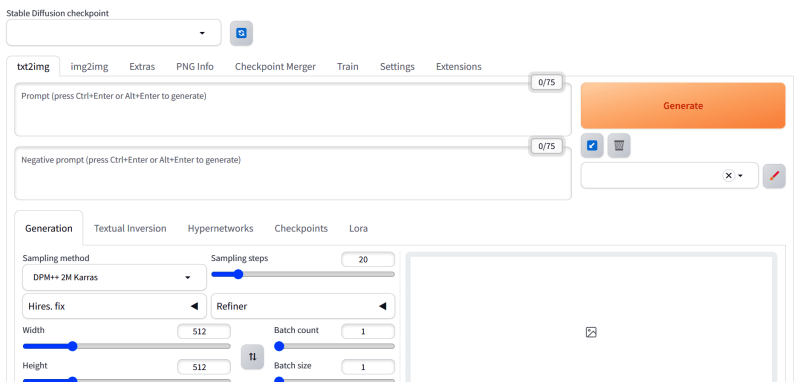 Stable Diffusion checkpoint
txt2img img2img Extras PNG Info Checkpoint Merger Train Settings Extensions
0/75
Prompt (press Ctrl+Enter or Alt+Enter to generate)
Generate
0/75
Negative prompt (press Ctrl+Enter or Alt+Enter to generate)
Generation Textual Inversion Hypernetworks Checkpoints Lora
Sampling method
DPM++ 2M Karras
Sampling steps
20
Hires. fix
Refiner
Width
512
Batch count
1
Height
512
Batch size
1